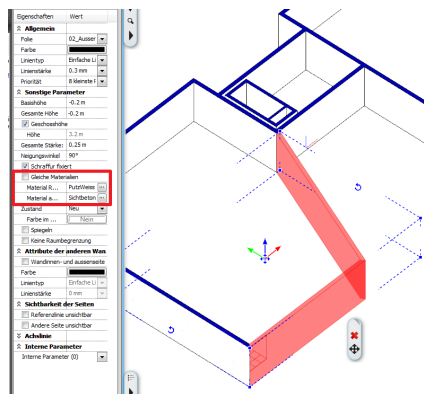 Eigenschaften Wert
Allgemein
Folie 02_Ausser
Farbe
Linientyp Einfache Li
Linienstärke 0.3 mm
Priorität 8 kleinste F
Sonstige Parameter
Basishöhe -0.2 m
Gesamte Höhe -0.2 m
Geschosshöhe
Höhe 3.2 m
Gesamte Stärke: 0,25 m
Neigungswinkel 90°
Schraffur fixiert
Gleiche Materialien
Material R... PutzWeiss ...
Material a... Sichtbeton ...
Zustand Neu
Farbe im ... Nein
Spiegeln
Keine Raumbegrenzung
Attribute der anderen Wan
Wandinnen- und aussenseite
Farbe
Linientyp Einfache Li
Linienstärke 0 mm
Sichtbarkeit der Seiten
Referenzlinie unsichtbar
Andere Seite unsichtbar
Achslinie
Interne Parameter
Interne Parameter (0)